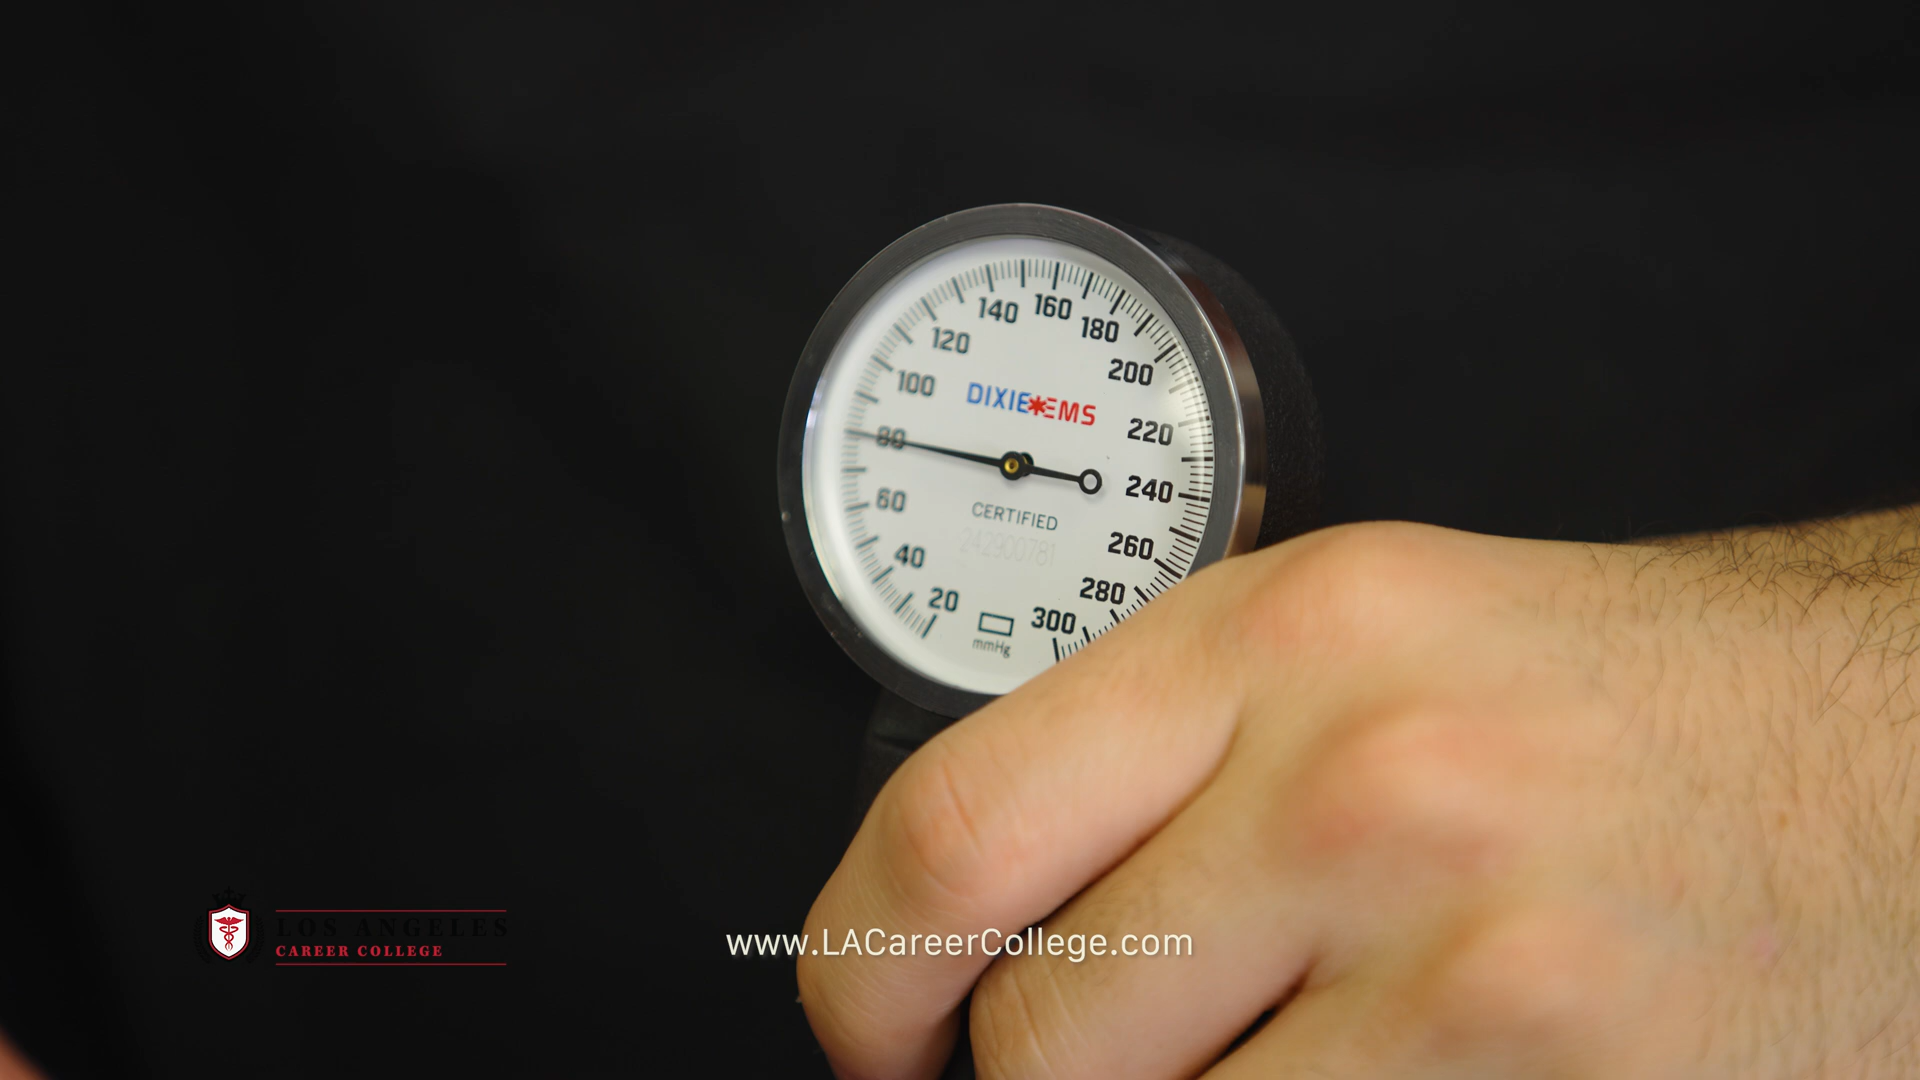 140 160 180
120 200
100
DIXIE EMS
80 220
240
60 CERTIFIED
242900781
260
40
280
20 300
mmHg
LOS ANGELES
CAREER COLLEGE
www.LACareerCollege.com